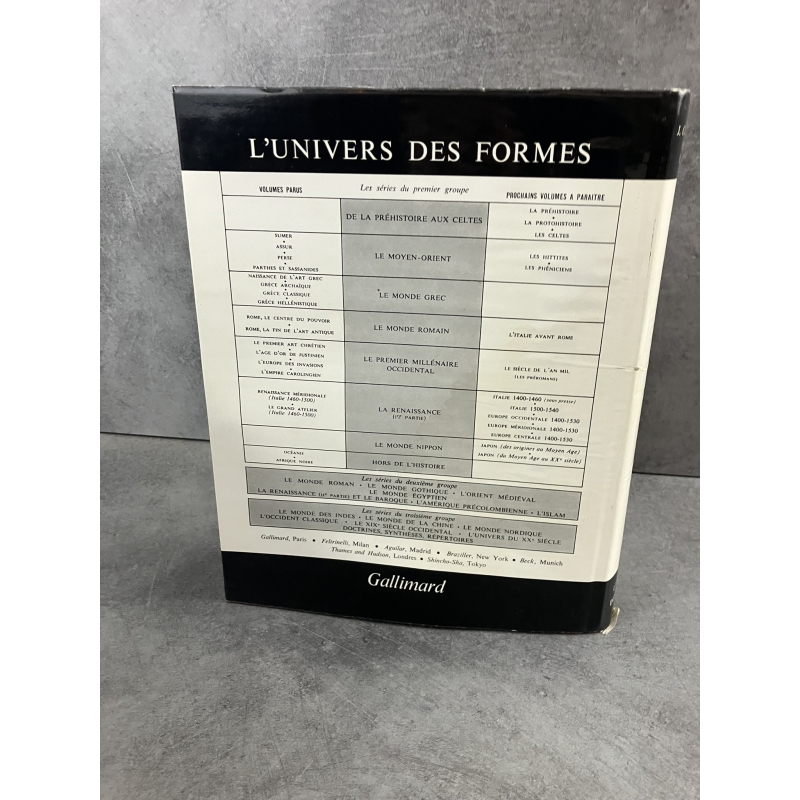 L'UNIVERS DES FORMES
VOLUMES PARUS
Les séries du premier groupe
PROCHAINS VOLUMES A PARAITRE
DE LA PRÉHISTOIRE AUX CELTES
LA PRÉHISTOIRE
•
LA PROTOHISTOIRE
•
LES CELTES
SUMER
•
ASSUR
•
PERSE
•
PARTHES ET SASSANIDES
LE MOYEN-ORIENT
LES HITTITES
•
LES PHÉNICIENS
NAISSANCE DE L'ART GREC
GRÈCE ARCHAÏQUE
GRÈCE CLASSIQUE
•
GRÈCE HELLÉNISTIQUE
LE MONDE GREC
ROME, LE CENTRE DU POUVOIR
•
ROME, LA FIN DE L'ART ANTIQUE
LE MONDE ROMAIN
L'ITALIE AVANT ROME
LE PREMIER ART CHRÉTIEN
•
L'AGE D'OR DE JUSTINIEN
•
L'EUROPE DES INVASIONS
•
L'EMPIRE CAROLINGIEN
LE PREMIER MILLÉNAIRE
OCCIDENTAL
LE SIÈCLE DE L'AN MIL
(LES PRÉROMANS)
RENAISSANCE MÉRIDIONALE
(Italie 1460-1500)
•
LE GRAND ATELIER
(Italie 1460-1500)
LA RENAISSANCE
(Ire PARTIE)
ITALIE 1400-1460 (sous presse)
•
ITALIE 1500-1540
•
EUROPE OCCIDENTALE 1400-1530
•
EUROPE MÉRIDIONALE 1400-1530
•
EUROPE CENTRALE 1400-1530
LE MONDE NIPPON
JAPON (des origines au Moyen Age)
•
JAPON (du Moyen Age au XXe siècle)
OCÉANIE
•
AFRIQUE NOIRE
HORS DE L'HISTOIRE
Les séries du deuxième groupe
LE MONDE ROMAN • LE MONDE GOTHIQUE • L'ORIENT MÉDIÉVAL
LE MONDE ÉGYPTIEN
LA RENAISSANCE (IIe PARTIE) ET LE BAROQUE • L'AMÉRIQUE PRÉCOLOMBIENNE • L'ISLAM
Les séries du troisième groupe
LE MONDE DES INDES • LE MONDE DE LA CHINE • LE MONDE NORDIQUE
L'OCCIDENT CLASSIQUE • LE XIXe SIÈCLE OCCIDENTAL • L'UNIVERS DU XXe SIÈCLE
DOCTRINES, SYNTHÈSES, RÉPERTOIRES
Gallimard, Paris • Feltrinelli, Milan • Aguilar, Madrid • Braziller, New York • Beck, Munich
Thames and Hudson, Londres • Shincho-Sha, Tokyo
Gallimard